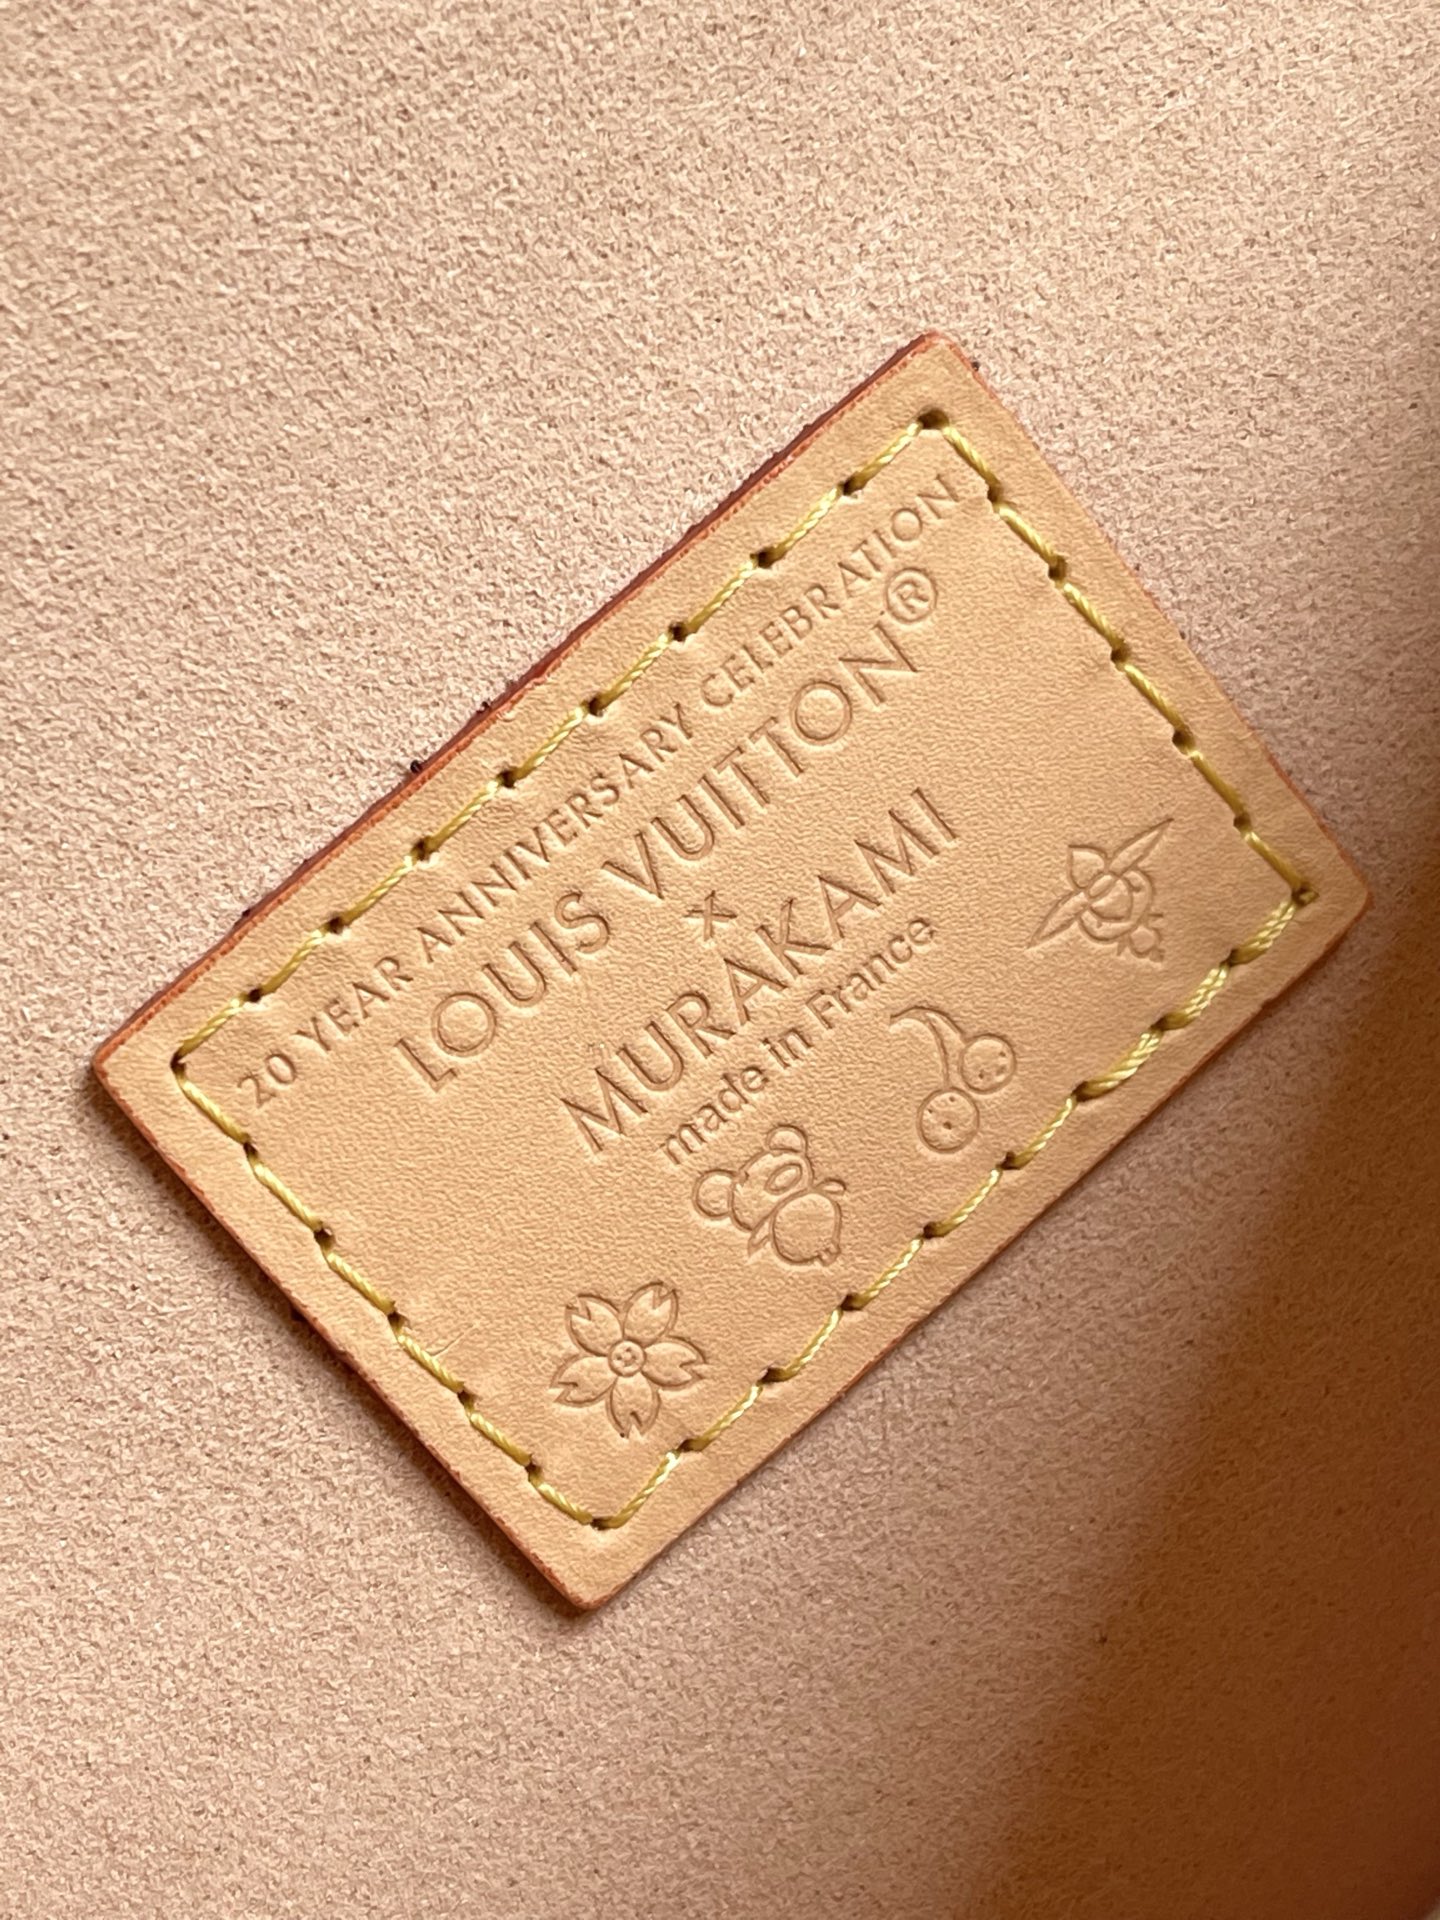 20 YEAR ANNIVERSARY CELEBRATION
LOUIS VUITTON®
x
MURAKAMI
made in France